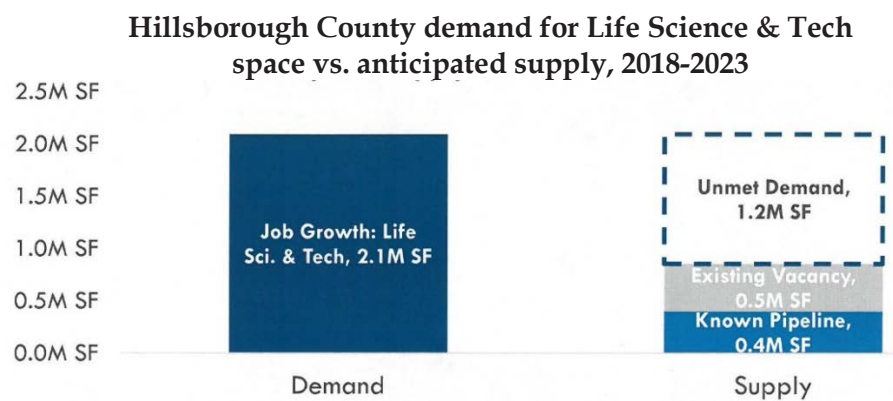 Hillsborough County demand for Life Science & Tech
space vs. anticipated supply, 2018-2023
2.5M SF
2.0M SF
1.5M SF
1.0M SF
0.5M SF
0.0M SF
Job Growth: Life
Sci. & Tech, 2.1M SF
Unmet Demand,
1.2M SF
Existing Vacancy,
0.5M SF
Known Pipeline,
0.4M SF
Demand
Supply